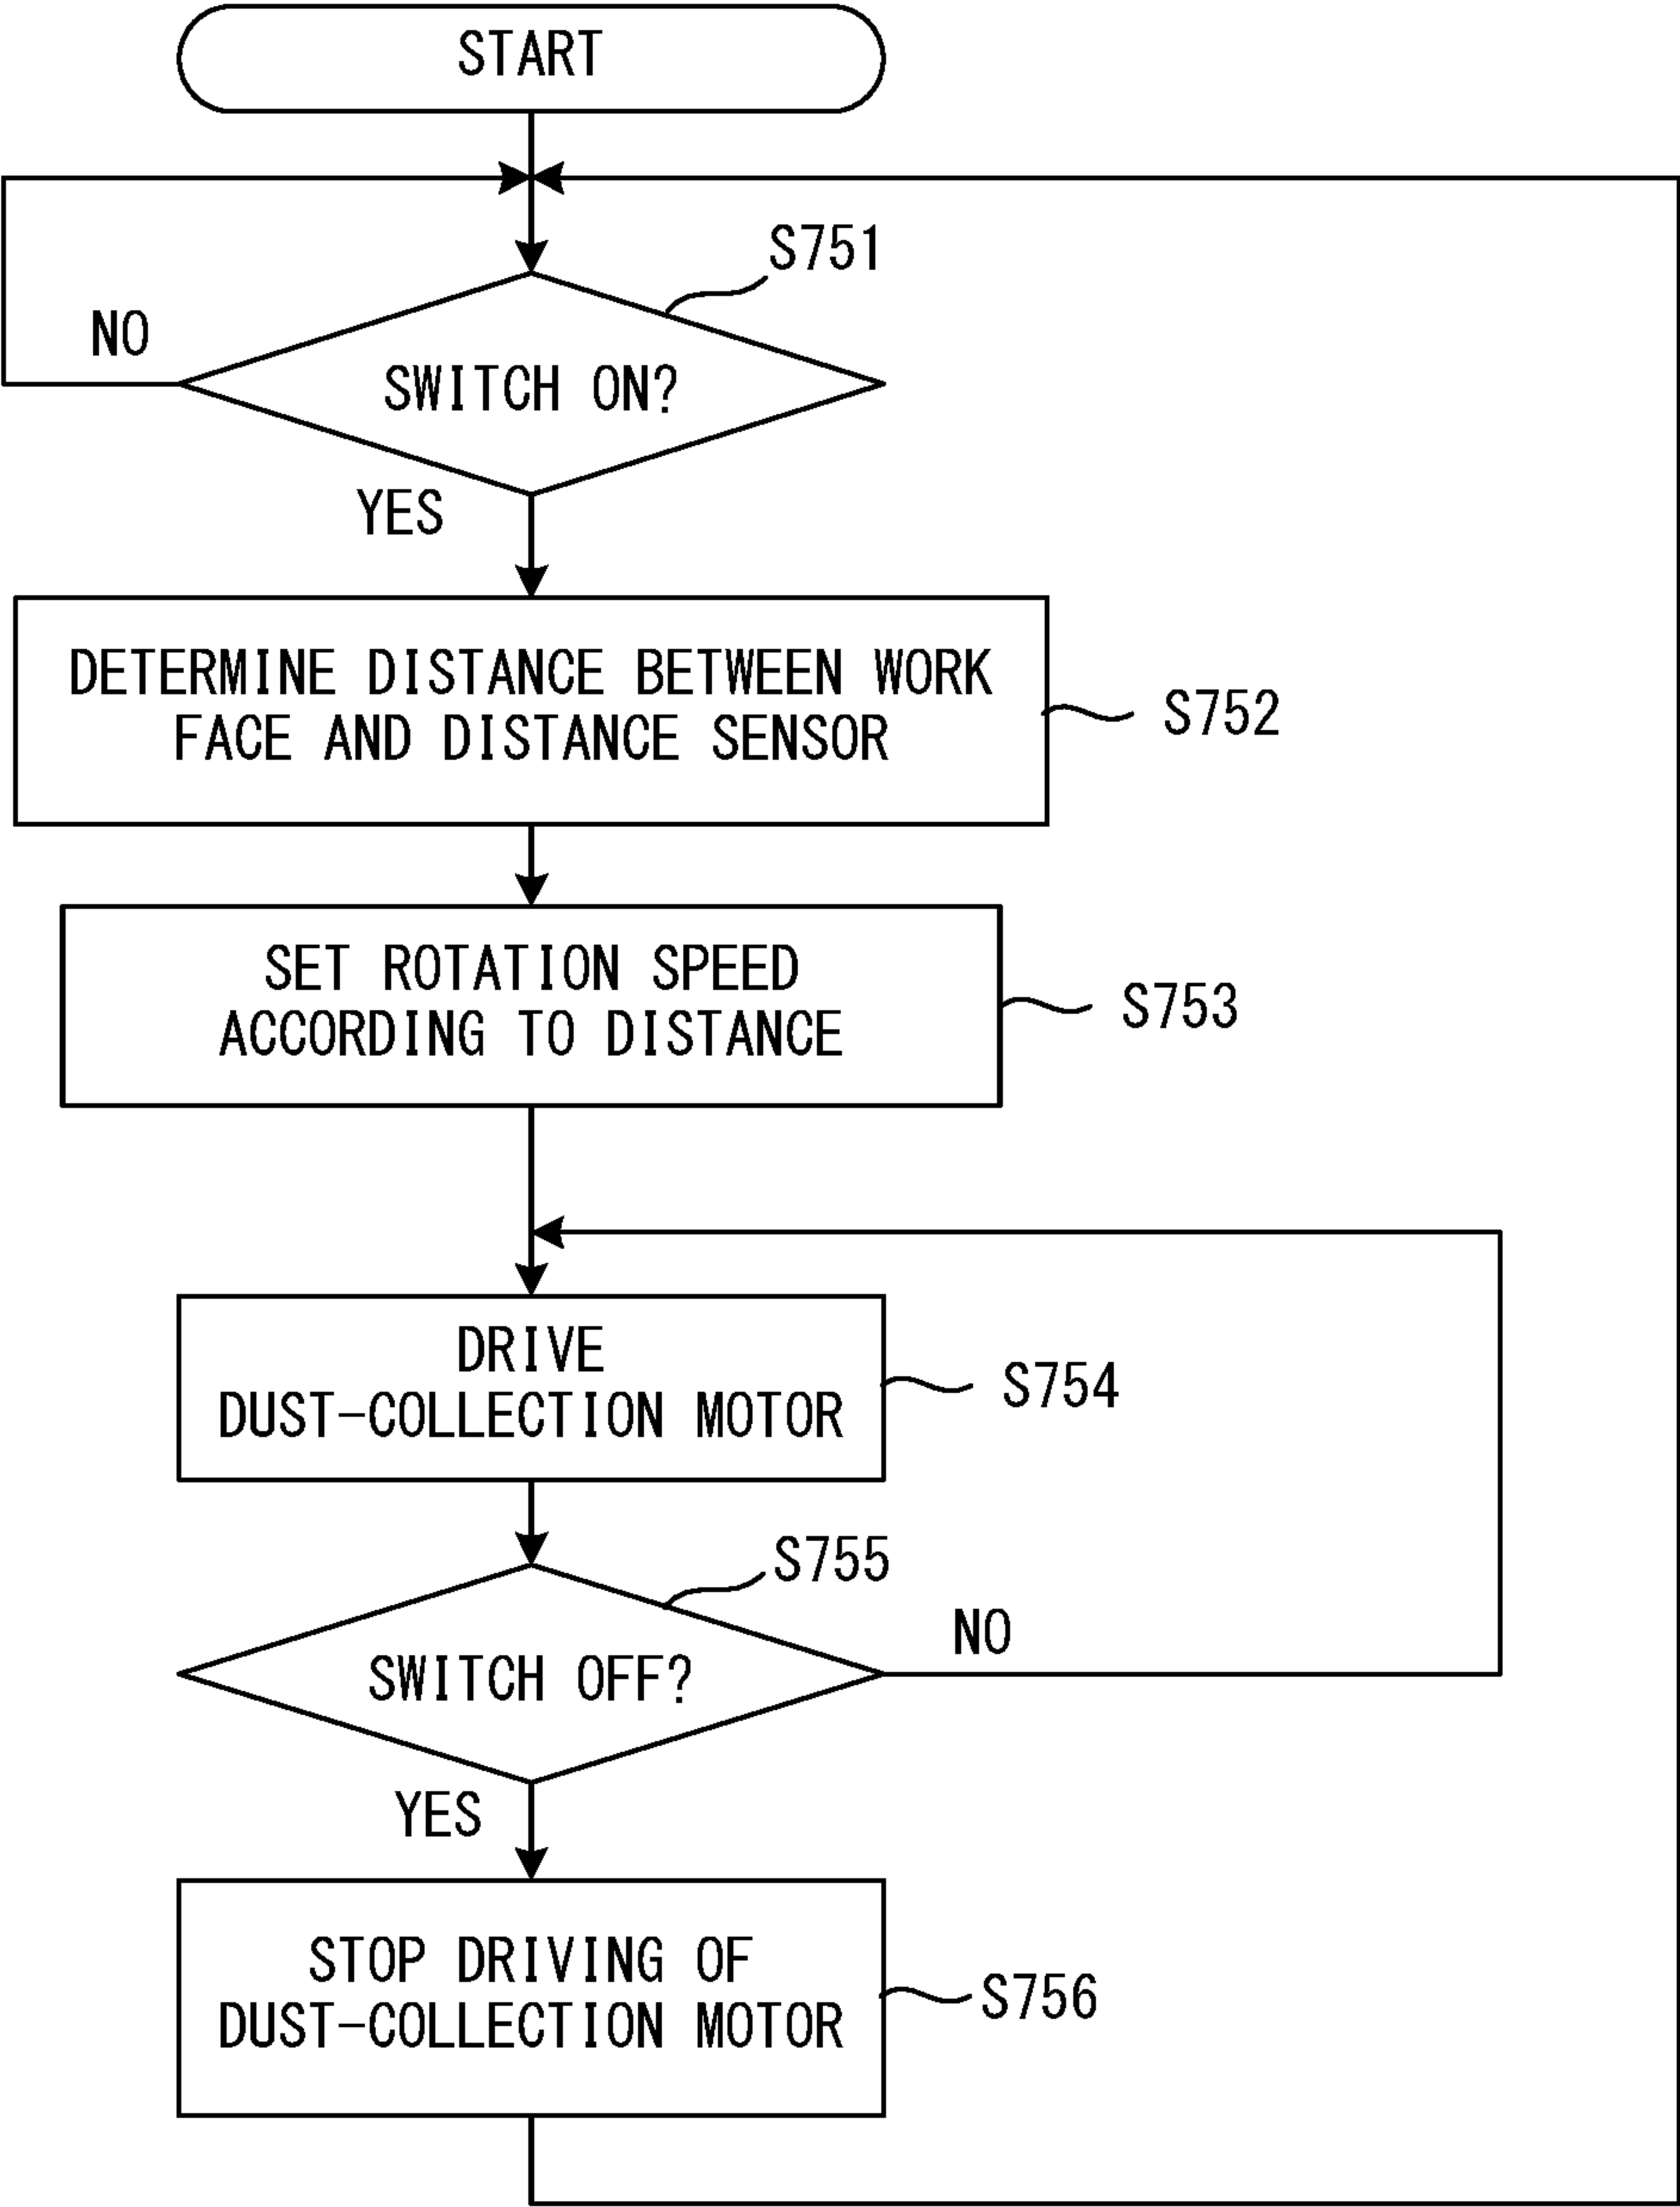 START
S751
NO
SWITCH ON?
YES
DETERMINE DISTANCE BETWEEN WORK
FACE AND DISTANCE SENSOR
S752
SET ROTATION SPEED
ACCORDING TO DISTANCE
S753
DRIVE
DUST-COLLECTION MOTOR
S754
S755
NO
SWITCH OFF?
YES
STOP DRIVING OF
DUST-COLLECTION MOTOR
S756